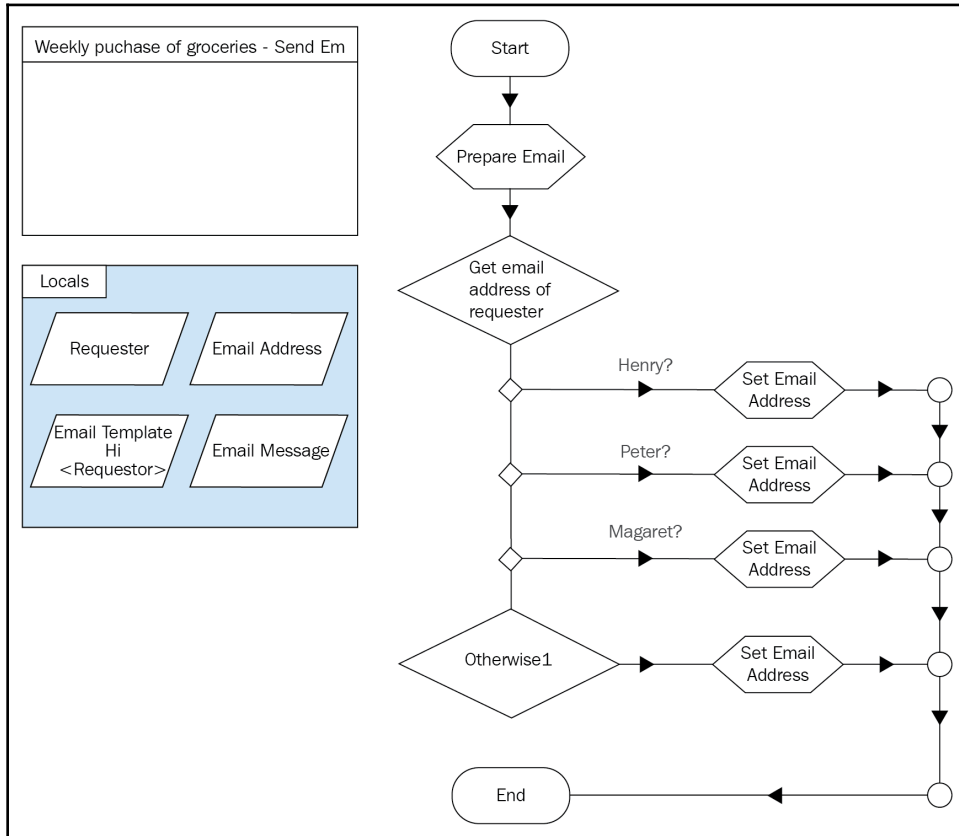 Weekly puchase of groceries - Send Em
Start
Prepare Email
Get email
address of
requester
Locals
Requester
Email Address
Email Template
Hi
<Requestor>
Email Message
Henry?
Set Email
Address
Peter?
Set Email
Address
Magaret?
Set Email
Address
Otherwise1
Set Email
Address
End